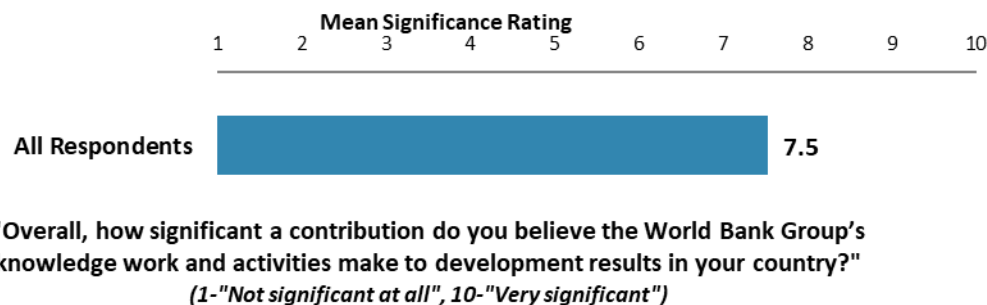 Mean Significance Rating
1 2 3 4 5 6 7 8 9 10
All Respondents 7.5
"Overall, how significant a contribution do you believe the World Bank Group’s
knowledge work and activities make to development results in your country?"
(1-"Not significant at all", 10-"Very significant")